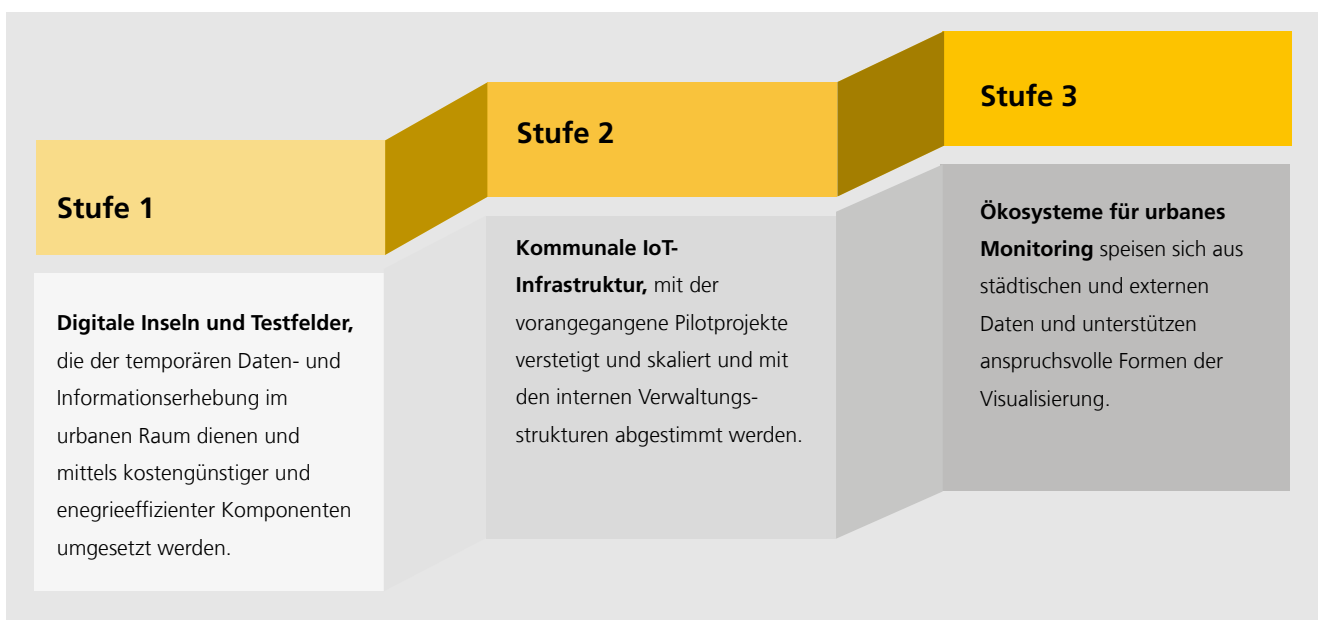 Stufe 1
Digitale Inseln und Testfelder,
die der temporären Daten- und
Informationserhebung im
urbanen Raum dienen und
mittels kostengünstiger und
enegrieeffizienter Komponenten
umgesetzt werden.
Stufe 2
Kommunale IoT-
Infrastruktur, mit der
vorangegangene Pilotprojekte
verstetigt und skaliert und mit
den internen Verwaltungs-
strukturen abgestimmt werden.
Stufe 3
Ökosysteme für urbanes
Monitoring speisen sich aus
städtischen und externen
Daten und unterstützen
anspruchsvolle Formen der
Visualisierung.